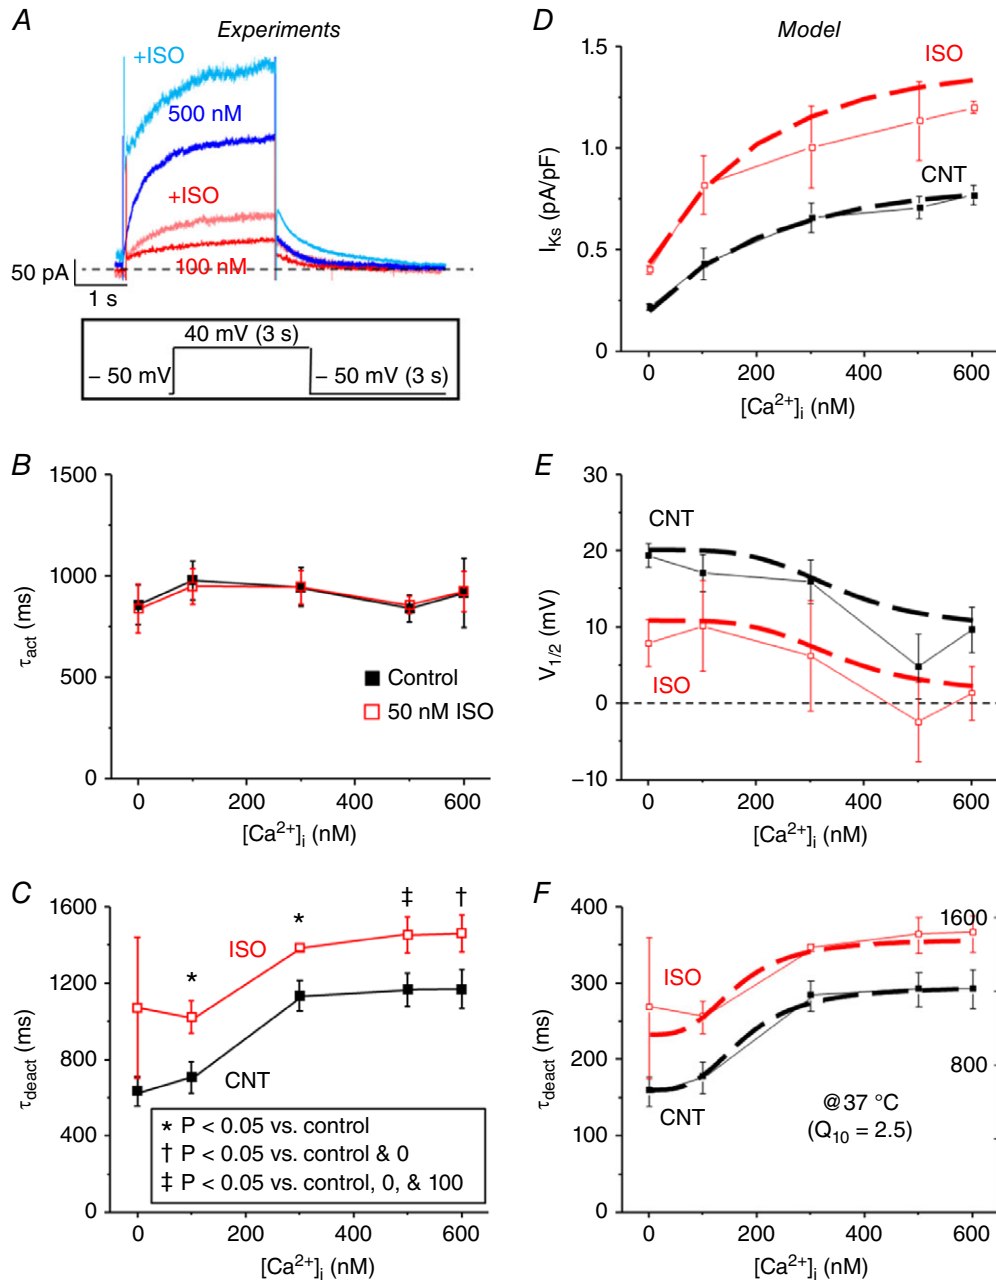 A
Experiments
+ISO
500 nM
+ISO
100 nM
50 pA
1 s
40 mV (3 s)
– 50 mV
– 50 mV (3 s)
B
1500
1000
500
0
τact (ms)
Control
50 nM ISO
0 200 400 600
[Ca2+]i (nM)
C
1600
1200
800
400
0
τdeact (ms)
* * ‡ †
ISO
CNT
* P < 0.05 vs. control
† P < 0.05 vs. control & 0
‡ P < 0.05 vs. control, 0, & 100
0 200 400 600
[Ca2+]i (nM)
D
Model
1.5
1.0
0.5
0
IKs (pA/pF)
ISO
CNT
0 200 400 600
[Ca2+]i (nM)
E
30
20
10
0
–10
V1/2 (mV)
CNT
ISO
0 200 400 600
[Ca2+]i (nM)
F
400
300
200
100
0
τdeact (ms)
1600
800
ISO
CNT
@37 °C
(Q10 = 2.5)
0 200 400 600
[Ca2+]i (nM)